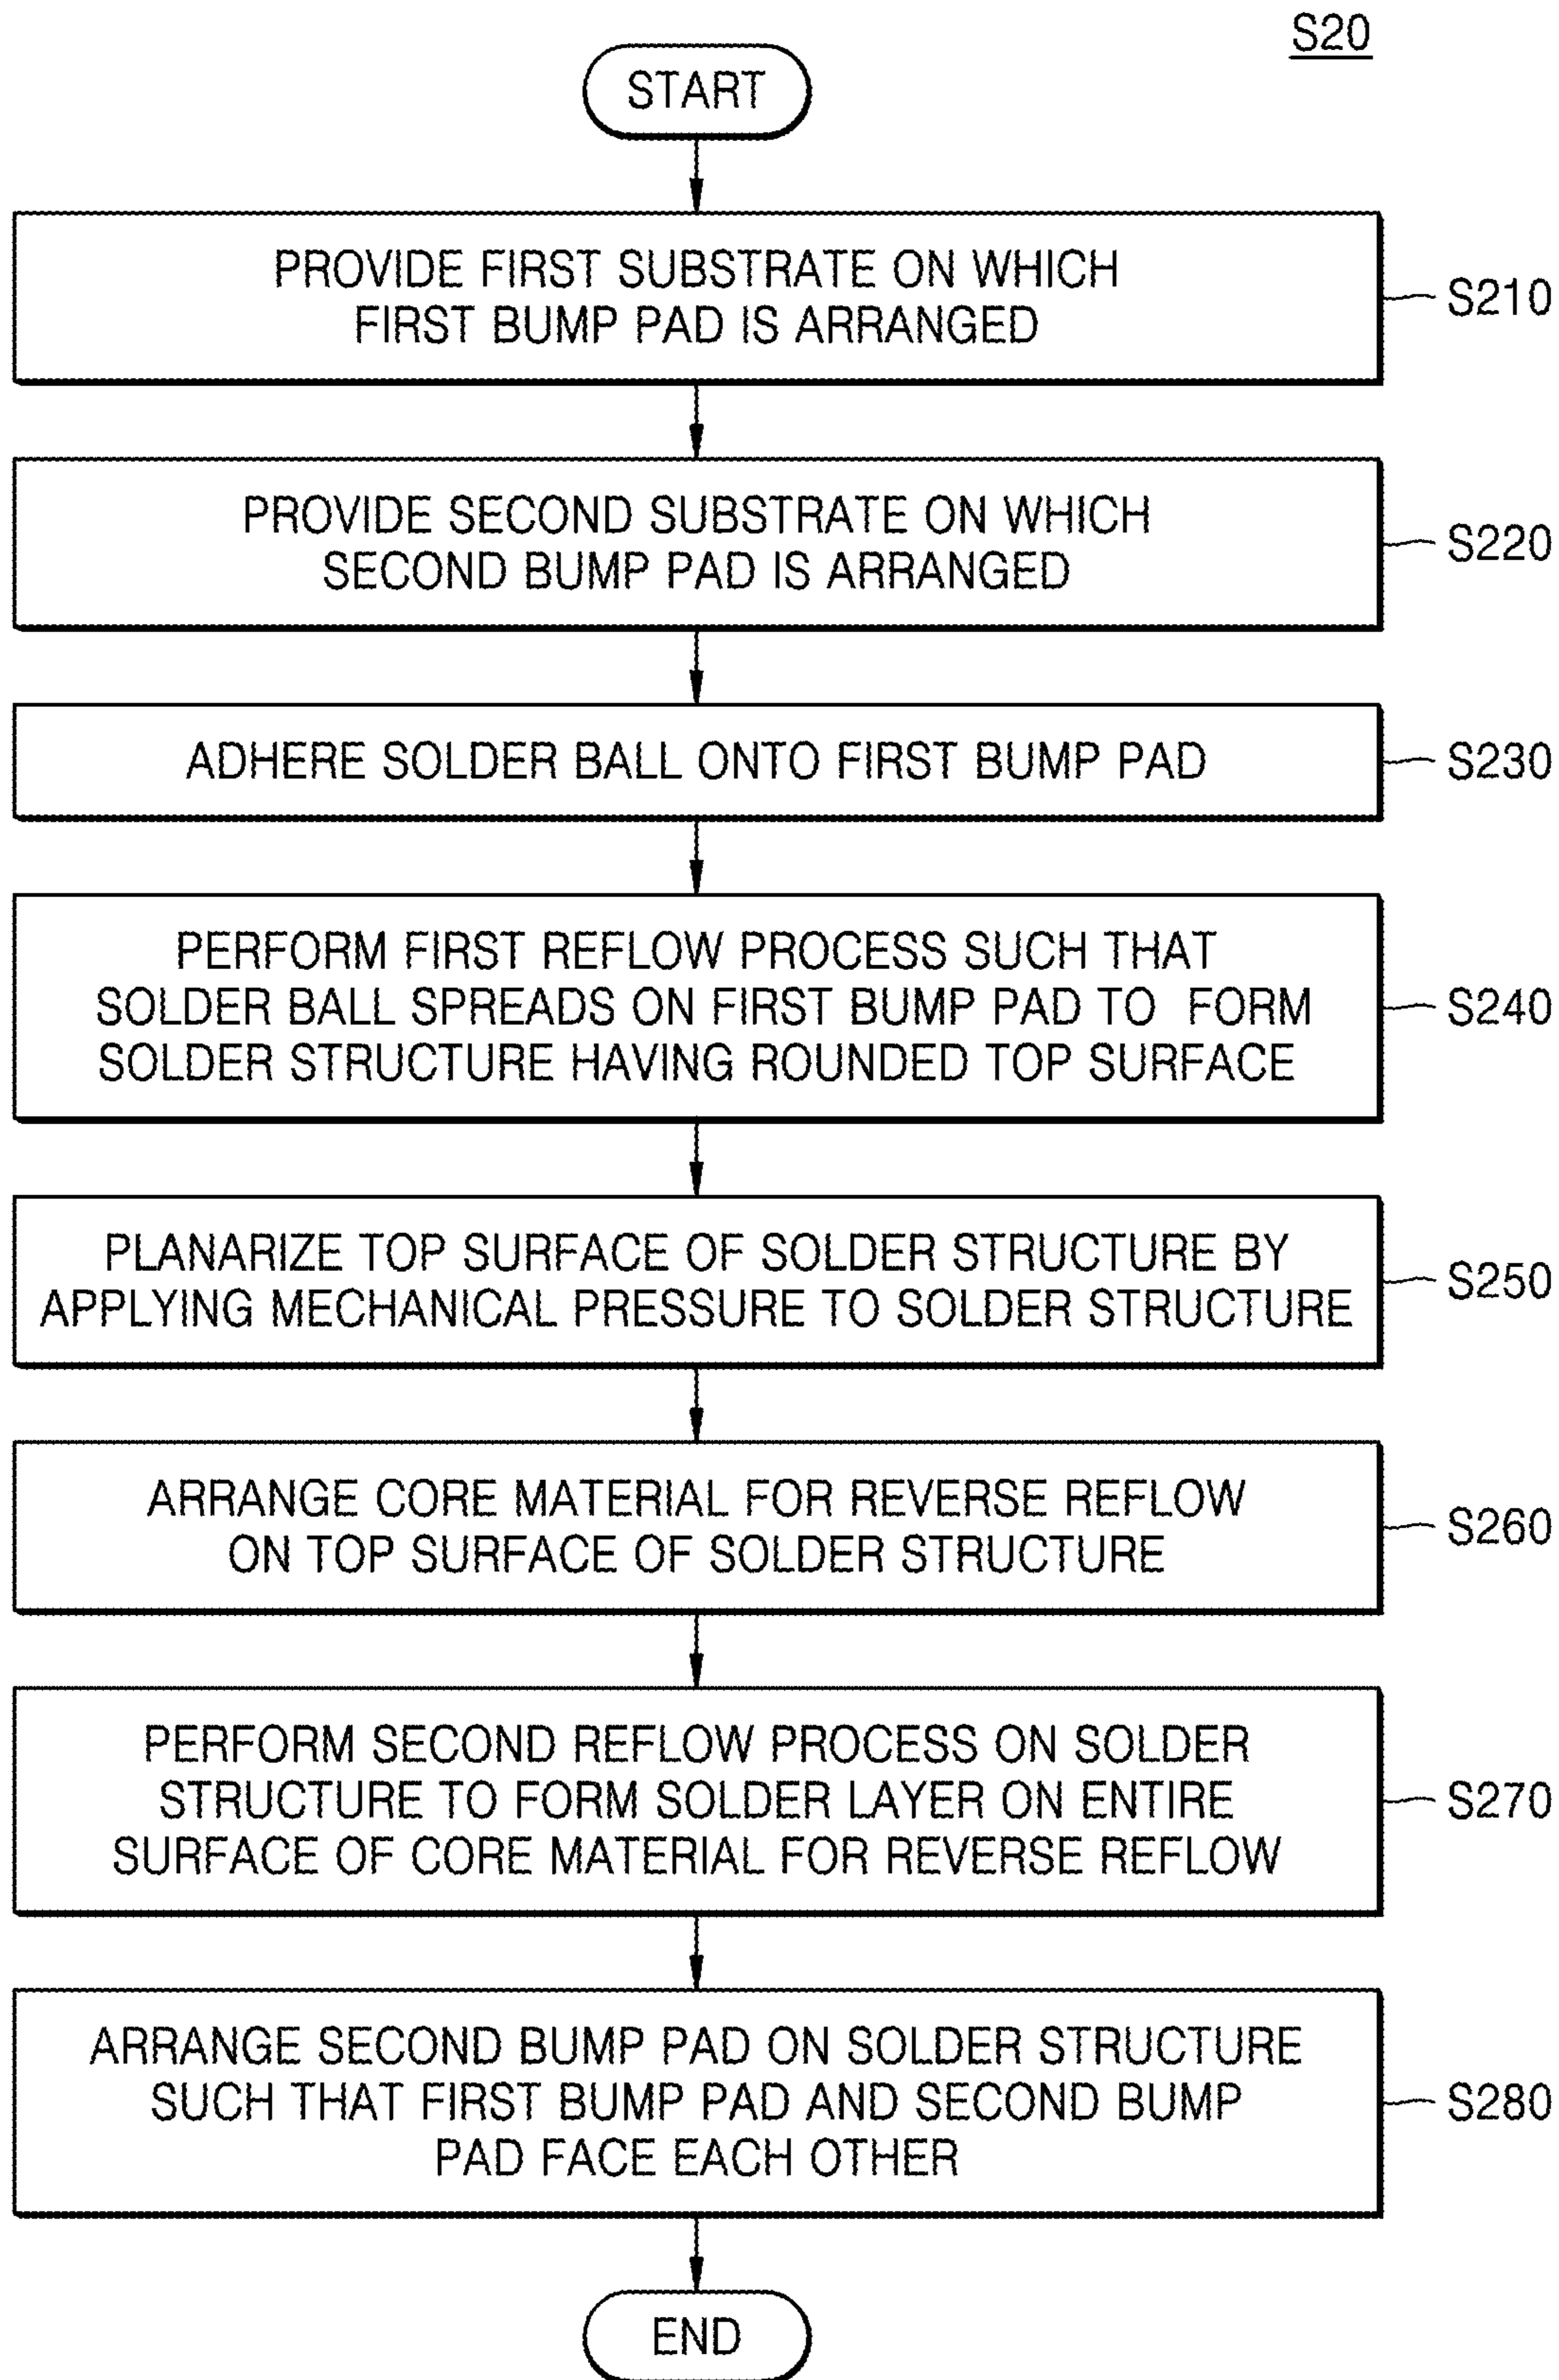 S20
START
PROVIDE FIRST SUBSTRATE ON WHICH
FIRST BUMP PAD IS ARRANGED
S210
PROVIDE SECOND SUBSTRATE ON WHICH
SECOND BUMP PAD IS ARRANGED
S220
ADHERE SOLDER BALL ONTO FIRST BUMP PAD
S230
PERFORM FIRST REFLOW PROCESS SUCH THAT
SOLDER BALL SPREADS ON FIRST BUMP PAD TO FORM
SOLDER STRUCTURE HAVING ROUNDED TOP SURFACE
S240
PLANARIZE TOP SURFACE OF SOLDER STRUCTURE BY
APPLYING MECHANICAL PRESSURE TO SOLDER STRUCTURE
S250
ARRANGE CORE MATERIAL FOR REVERSE REFLOW
ON TOP SURFACE OF SOLDER STRUCTURE
S260
PERFORM SECOND REFLOW PROCESS ON SOLDER
STRUCTURE TO FORM SOLDER LAYER ON ENTIRE
SURFACE OF CORE MATERIAL FOR REVERSE REFLOW
S270
ARRANGE SECOND BUMP PAD ON SOLDER STRUCTURE
SUCH THAT FIRST BUMP PAD AND SECOND BUMP
PAD FACE EACH OTHER
S280
END